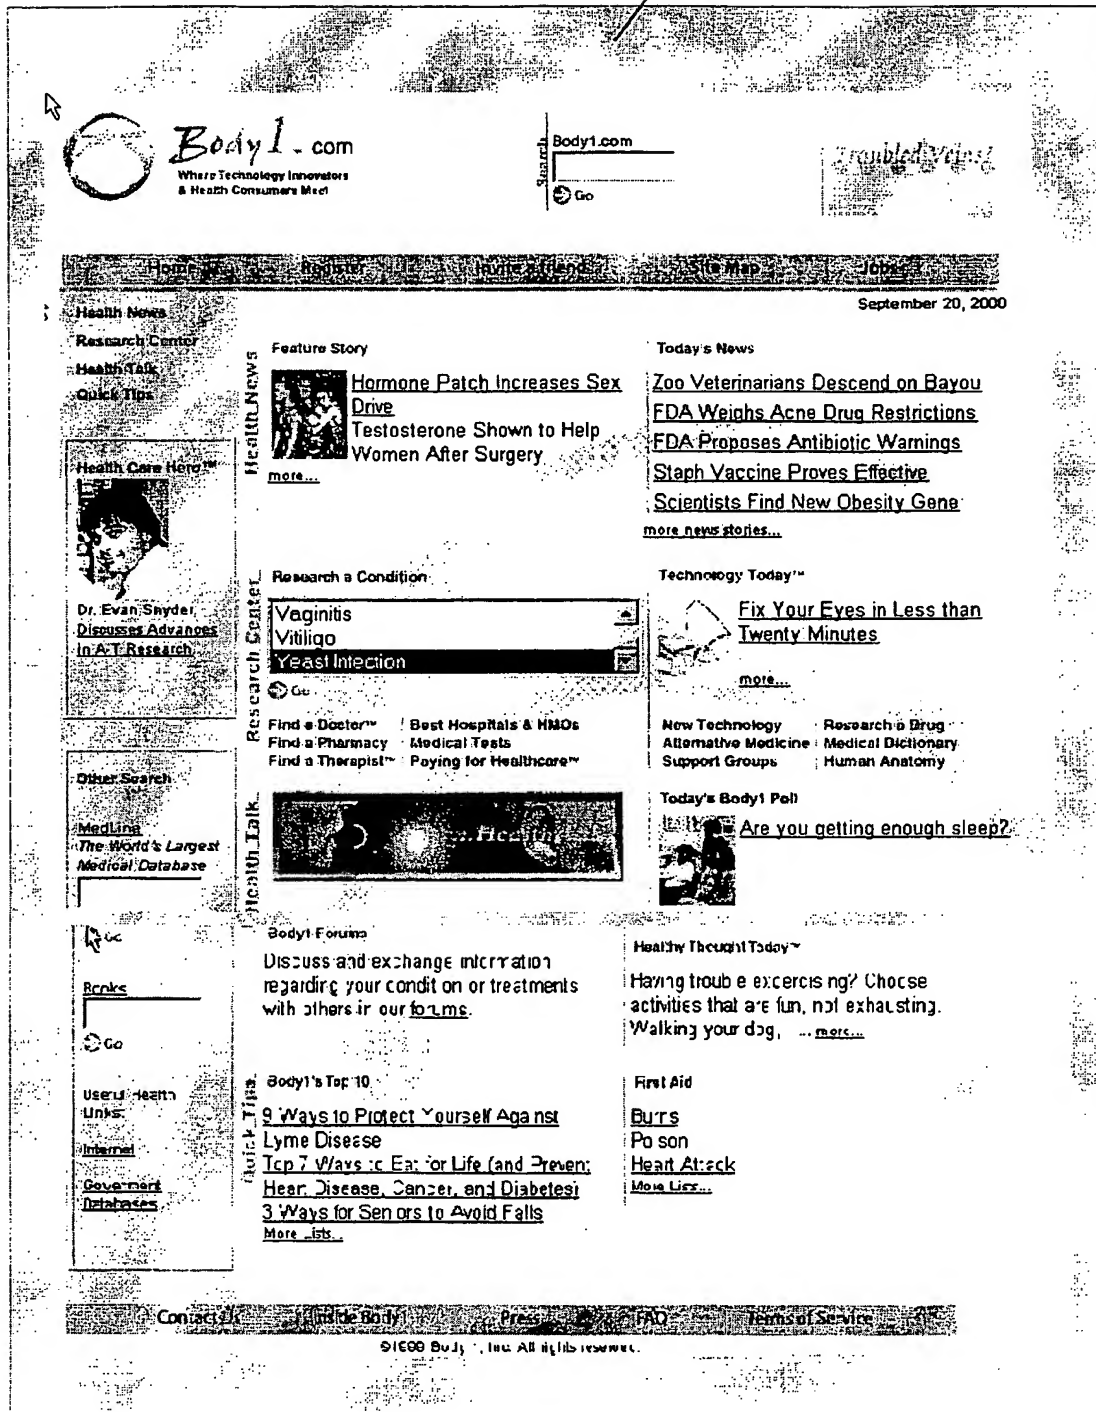 Body1.com
Where Technology Innovators
& Health Consumers Meet
Search
Body1.com
Go
Troubled Veins?
Home
Register
Invite a friend
Site Map
Jobs
September 20, 2000
Health News
Research Center
Health Talk
Quick Tips
Health Care Hero™
Dr. Evan Snyder
Discusses Advances
In A-T Research
Other Search
MedLine
The World's Largest
Medical Database
Go
Books
Go
Useful Health
Links:
Internet
Government
Databases
Health News
Feature Story
Hormone Patch Increases Sex
Drive
Testosterone Shown to Help
Women After Surgery
more...
Today's News
Zoo Veterinarians Descend on Bayou
FDA Weighs Acne Drug Restrictions
FDA Proposes Antibiotic Warnings
Staph Vaccine Proves Effective
Scientists Find New Obesity Gene
more news stories...
Research Center
Research a Condition
Vaginitis
Vitiligo
Yeast Infection
Go
Find a Doctor™
Best Hospitals & HMOs
Find a Pharmacy
Medical Tests
Find a Therapist™
Paying for Healthcare™
Technology Today™
Fix Your Eyes in Less than
Twenty Minutes
more...
New Technology
Research a Drug
Alternative Medicine
Medical Dictionary
Support Groups
Human Anatomy
Health Talk
Today's Body1 Poll
Are you getting enough sleep?
Body1 Forums
Discuss and exchange information
regarding your condition or treatments
with others in our forums.
Healthy Thought Today™
Having trouble excercising? Choose
activities that are fun, not exhausting.
Walking your dog, ... more...
Quick Tips
Body1's Top 10
9 Ways to Protect Yourself Against
Lyme Disease
Top 7 Ways to Eat for Life (and Prevent
Heart Disease, Cancer, and Diabetes)
3 Ways for Seniors to Avoid Falls
More Lists...
First Aid
Burns
Poison
Heart Attack
More Lists...
Contact Us
Inside Body1
Press
FAQ
Terms of Service
Body1, Inc. All rights reserved.